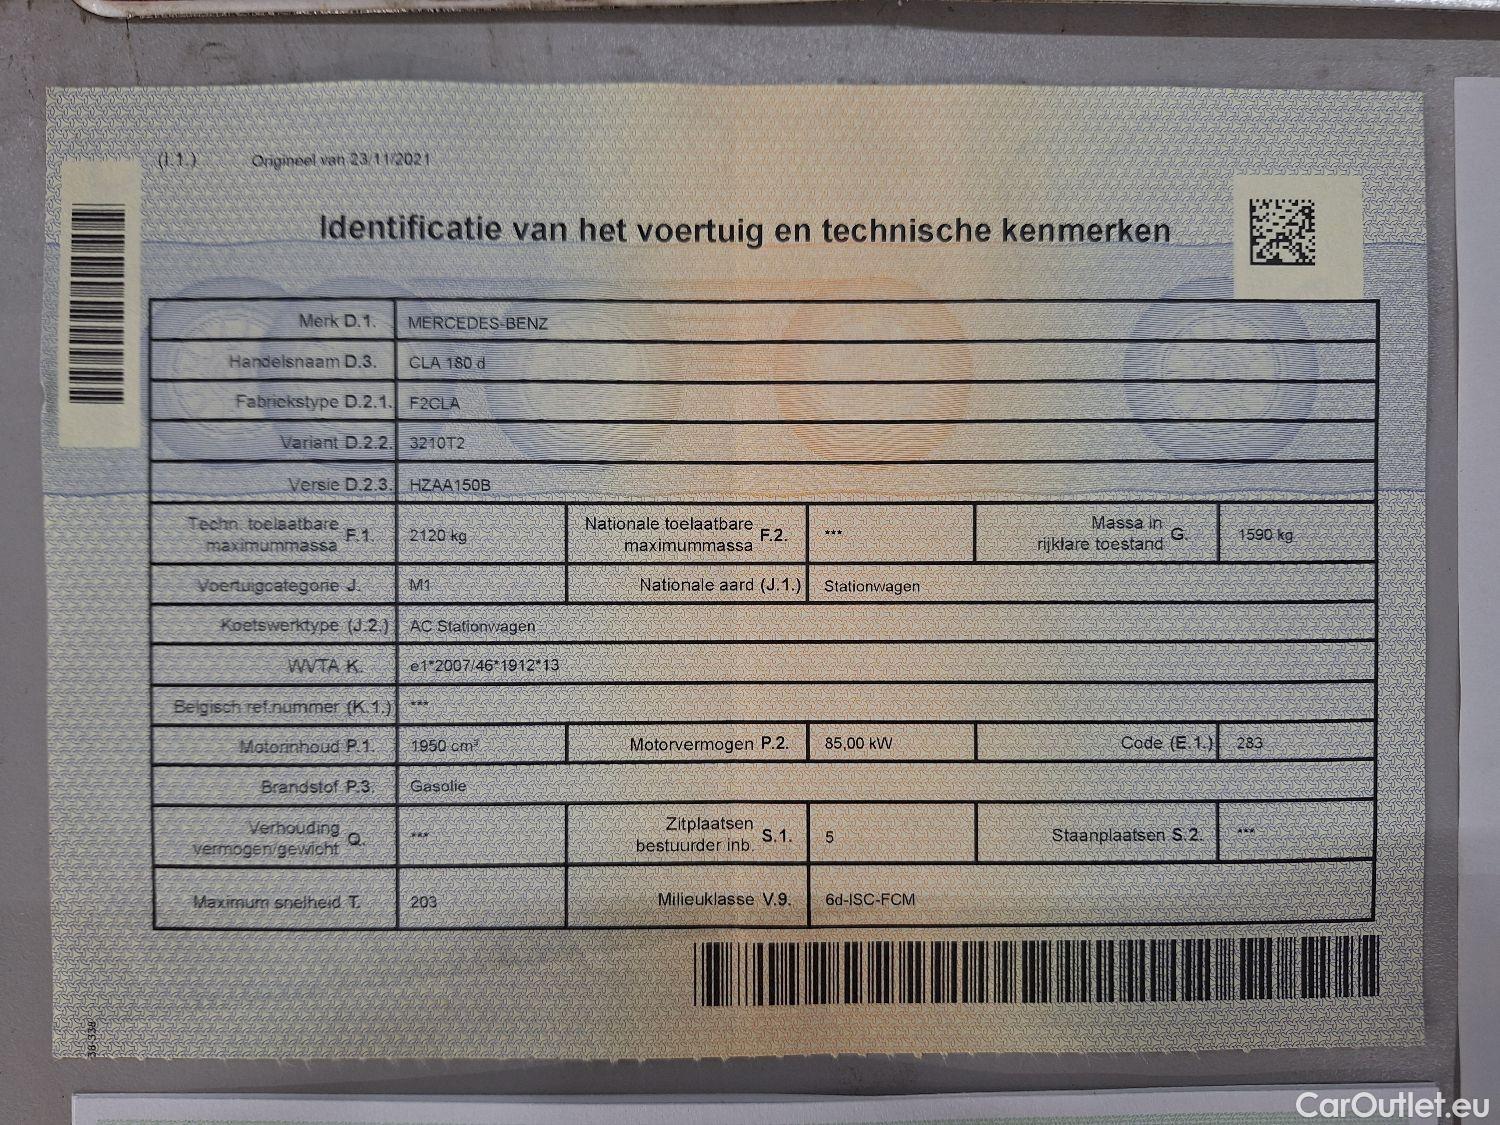 (I.1.) Origineel van 23/11/2021
Identificatie van het voertuig en technische kenmerken
Merk D.1. MERCEDES-BENZ
Handelsnaam D.3. CLA 180 d
Fabriekstype D.2.1. F2CLA
Variant D.2.2. 3210T2
Versie D.2.3. HZAA150B
Techn. toelaatbare maximummassa F.1. 2120 kg Nationale toelaatbare maximummassa F.2. *** Massa in rijklare toestand G. 1590 kg
Voertuigcategorie J. M1 Nationale aard (J.1.) Stationwagen
Koetswerktype (J.2.) AC Stationwagen
WVTA K. e1*2007/46*1912*13
Belgisch ref.nummer (K.1.) ***
Motorinhoud P.1. 1950 cm³ Motorvermogen P.2. 85,00 kW Code (E.1.) 283
Brandstof P.3. Gasolie
Verhouding vermogen/gewicht Q. *** Zitplaatsen bestuurder inb. S.1. 5 Staanplaatsen S.2. ***
Maximum snelheid T. 203 Milieuklasse V.9. 6d-ISC-FCM
38-338
CarOutlet.eu